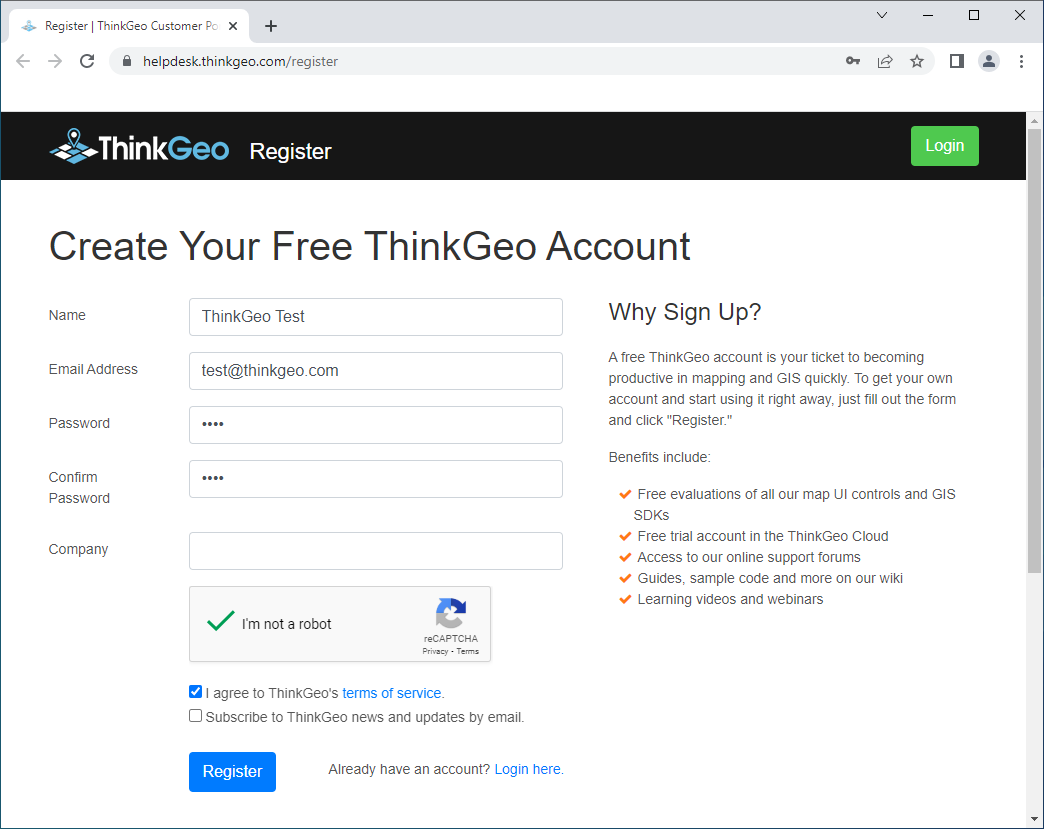 Register | ThinkGeo Customer Po
helpdesk.thinkgeo.com/register
ThinkGeo Register
Login
Create Your Free ThinkGeo Account
Name
ThinkGeo Test
Email Address
test@thinkgeo.com
Password
••••
Confirm
Password
••••
Company
I'm not a robot
reCAPTCHA
Privacy - Terms
I agree to ThinkGeo's terms of service.
Subscribe to ThinkGeo news and updates by email.
Register
Already have an account? Login here.
Why Sign Up?
A free ThinkGeo account is your ticket to becoming
productive in mapping and GIS quickly. To get your own
account and start using it right away, just fill out the form
and click "Register."
Benefits include:
Free evaluations of all our map UI controls and GIS
SDKs
Free trial account in the ThinkGeo Cloud
Access to our online support forums
Guides, sample code and more on our wiki
Learning videos and webinars